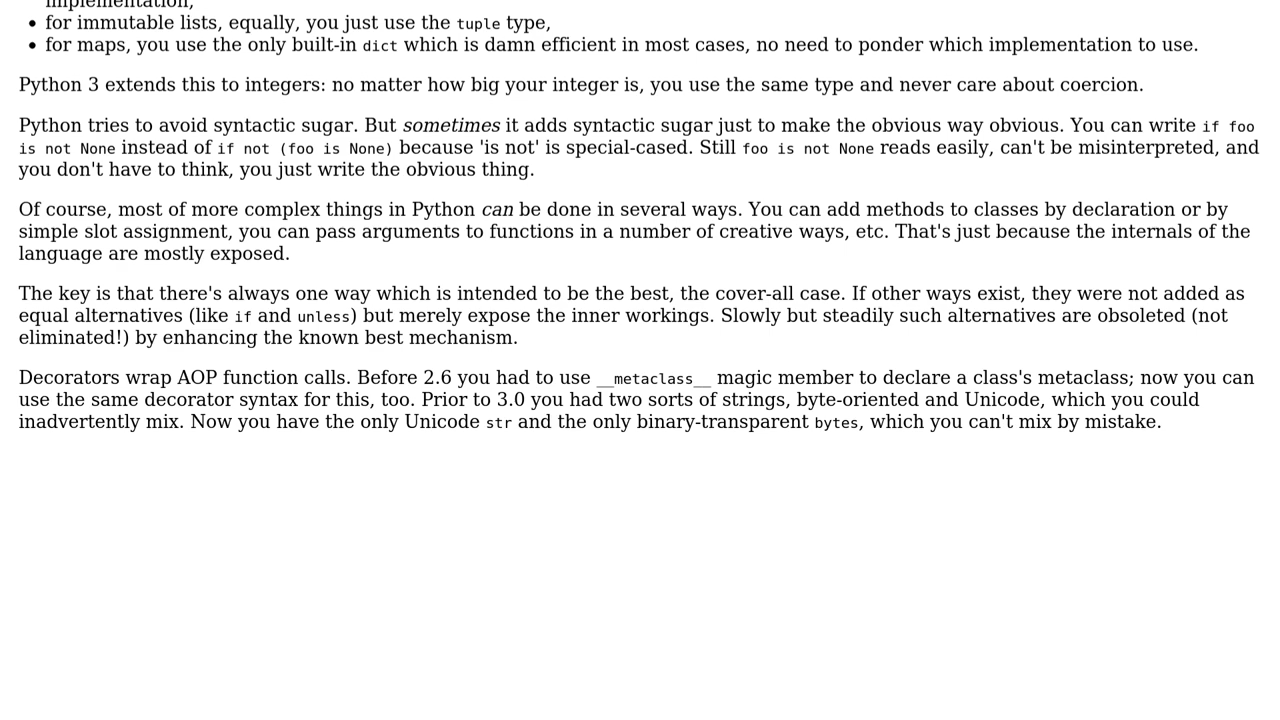 implementation,
for immutable lists, equally, you just use the tuple type,
for maps, you use the only built-in dict which is damn efficient in most cases, no need to ponder which implementation to use.
Python 3 extends this to integers: no matter how big your integer is, you use the same type and never care about coercion.
Python tries to avoid syntactic sugar. But sometimes it adds syntactic sugar just to make the obvious way obvious. You can write if foo
is not None instead of if not (foo is None) because 'is not' is special-cased. Still foo is not None reads easily, can't be misinterpreted, and
you don't have to think, you just write the obvious thing.
Of course, most of more complex things in Python can be done in several ways. You can add methods to classes by declaration or by
simple slot assignment, you can pass arguments to functions in a number of creative ways, etc. That's just because the internals of the
language are mostly exposed.
The key is that there's always one way which is intended to be the best, the cover-all case. If other ways exist, they were not added as
equal alternatives (like if and unless) but merely expose the inner workings. Slowly but steadily such alternatives are obsoleted (not
eliminated!) by enhancing the known best mechanism.
Decorators wrap AOP function calls. Before 2.6 you had to use __metaclass__ magic member to declare a class's metaclass; now you can
use the same decorator syntax for this, too. Prior to 3.0 you had two sorts of strings, byte-oriented and Unicode, which you could
inadvertently mix. Now you have the only Unicode str and the only binary-transparent bytes, which you can't mix by mistake.